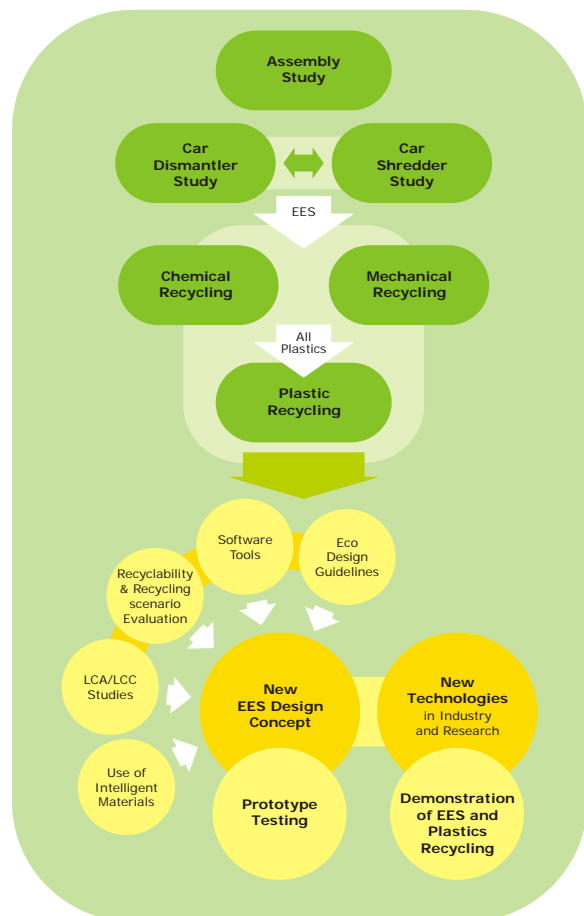 Assembly
Study
Car
Dismantler
Study
Car
Shredder
Study
EES
Chemical
Recycling
Mechanical
Recycling
All
Plastics
Plastic
Recycling
Software
Tools
Eco
Design
Guidelines
Recyclability
& Recycling
scenario
Evaluation
LCA/LCC
Studies
Use of
Intelligent
Materials
New
EES Design
Concept
New
Technologies
in Industry
and Research
Prototype
Testing
Demonstration
of EES and
Plastics
Recycling